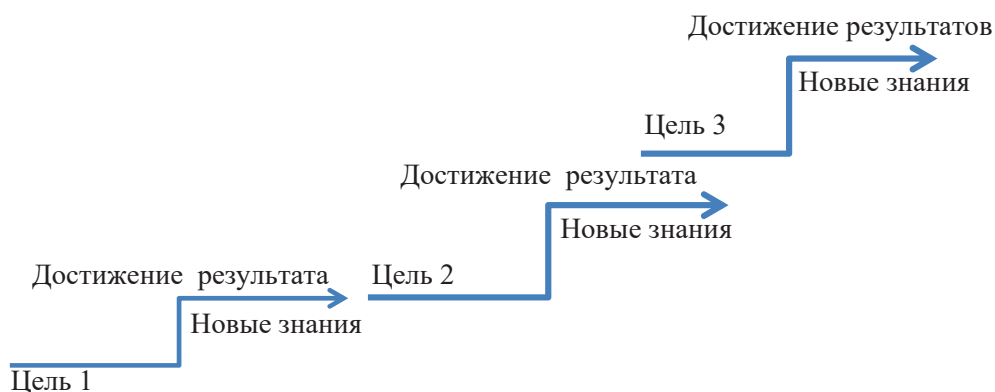 Достижение результатов
Новые знания
Цель 3
Достижение результата
Новые знания
Достижение результата
Цель 2
Новые знания
Цель 1